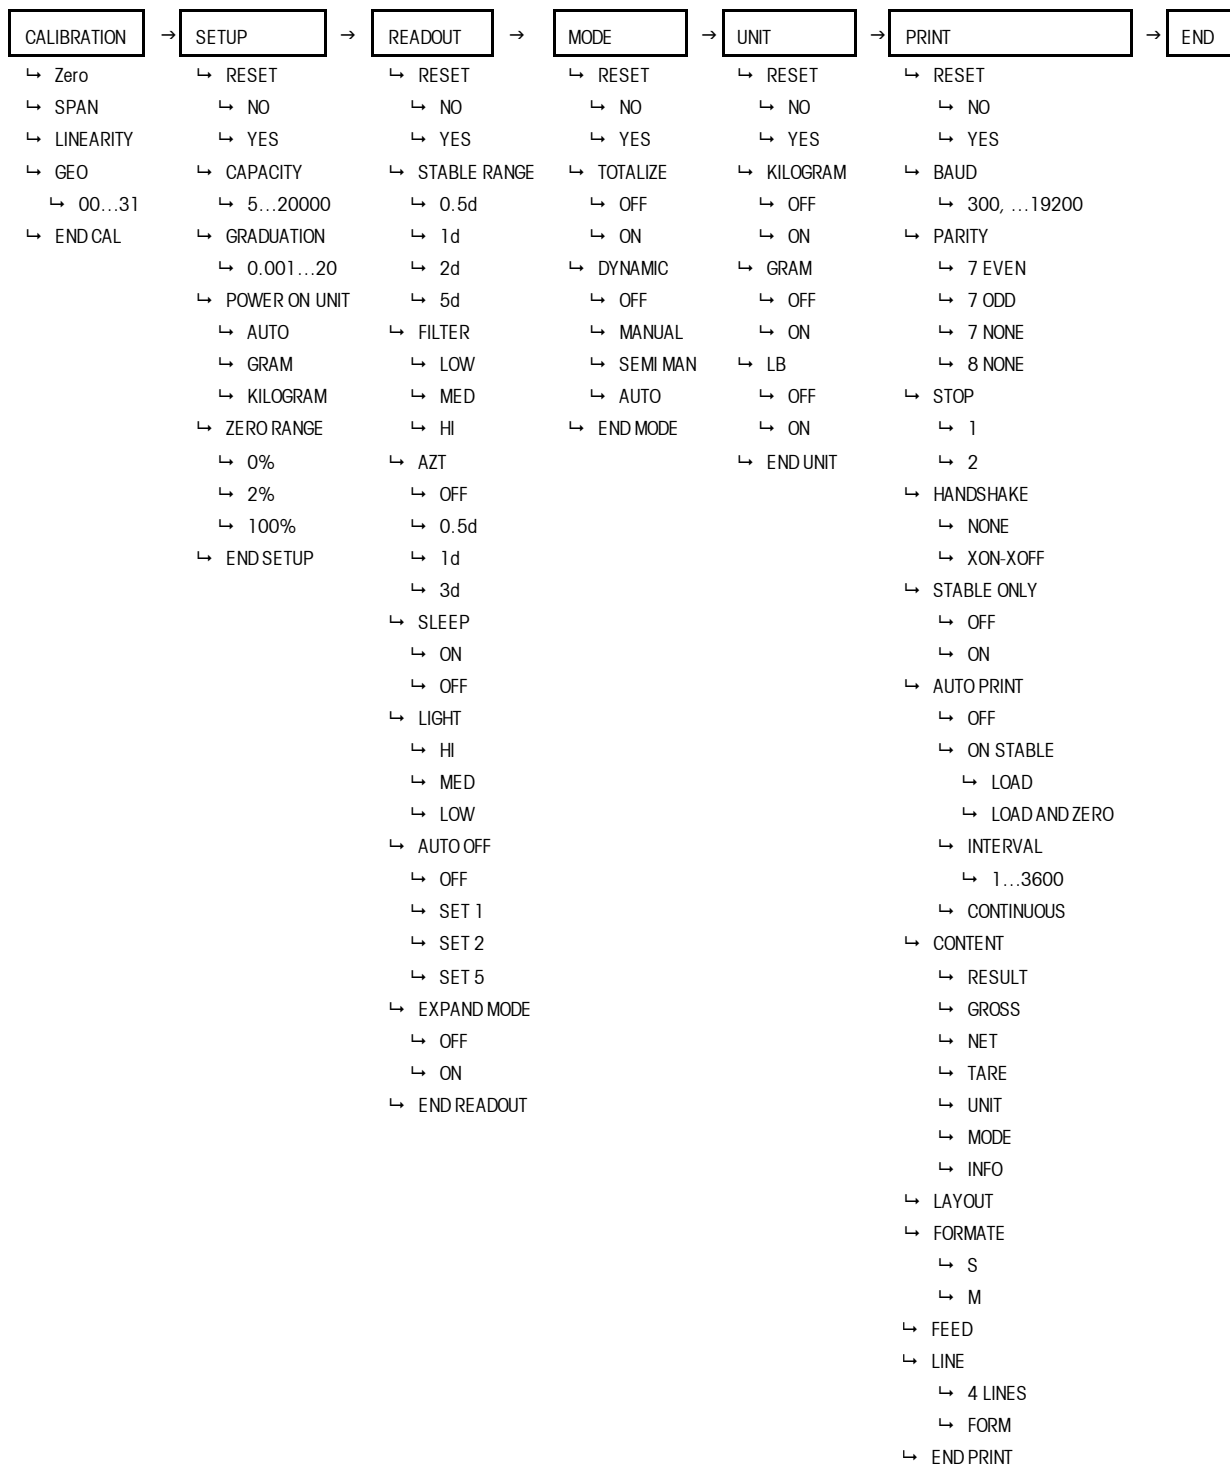 CALIBRATION → SETUP → READOUT → MODE → UNIT → PRINT → END
↳ Zero
↳ SPAN
↳ LINEARITY
↳ GEO
↳ 00…31
↳ END CAL
↳ RESET
↳ NO
↳ YES
↳ CAPACITY
↳ 5…20000
↳ GRADUATION
↳ 0.001…20
↳ POWER ON UNIT
↳ AUTO
↳ GRAM
↳ KILOGRAM
↳ ZERO RANGE
↳ 0%
↳ 2%
↳ 100%
↳ END SETUP
↳ RESET
↳ NO
↳ YES
↳ STABLE RANGE
↳ 0.5d
↳ 1d
↳ 2d
↳ 5d
↳ FILTER
↳ LOW
↳ MED
↳ HI
↳ AZT
↳ OFF
↳ 0.5d
↳ 1d
↳ 3d
↳ SLEEP
↳ ON
↳ OFF
↳ LIGHT
↳ HI
↳ MED
↳ LOW
↳ AUTO OFF
↳ OFF
↳ SET 1
↳ SET 2
↳ SET 5
↳ EXPAND MODE
↳ OFF
↳ ON
↳ END READOUT
↳ RESET
↳ NO
↳ YES
↳ TOTALIZE
↳ OFF
↳ ON
↳ DYNAMIC
↳ OFF
↳ MANUAL
↳ SEMI MAN
↳ AUTO
↳ END MODE
↳ RESET
↳ NO
↳ YES
↳ KILOGRAM
↳ OFF
↳ ON
↳ GRAM
↳ OFF
↳ ON
↳ LB
↳ OFF
↳ ON
↳ END UNIT
↳ RESET
↳ NO
↳ YES
↳ BAUD
↳ 300, …19200
↳ PARITY
↳ 7 EVEN
↳ 7 ODD
↳ 7 NONE
↳ 8 NONE
↳ STOP
↳ 1
↳ 2
↳ HANDSHAKE
↳ NONE
↳ XON-XOFF
↳ STABLE ONLY
↳ OFF
↳ ON
↳ AUTO PRINT
↳ OFF
↳ ON STABLE
↳ LOAD
↳ LOAD AND ZERO
↳ INTERVAL
↳ 1…3600
↳ CONTINUOUS
↳ CONTENT
↳ RESULT
↳ GROSS
↳ NET
↳ TARE
↳ UNIT
↳ MODE
↳ INFO
↳ LAYOUT
↳ FORMATE
↳ S
↳ M
↳ FEED
↳ LINE
↳ 4 LINES
↳ FORM
↳ END PRINT